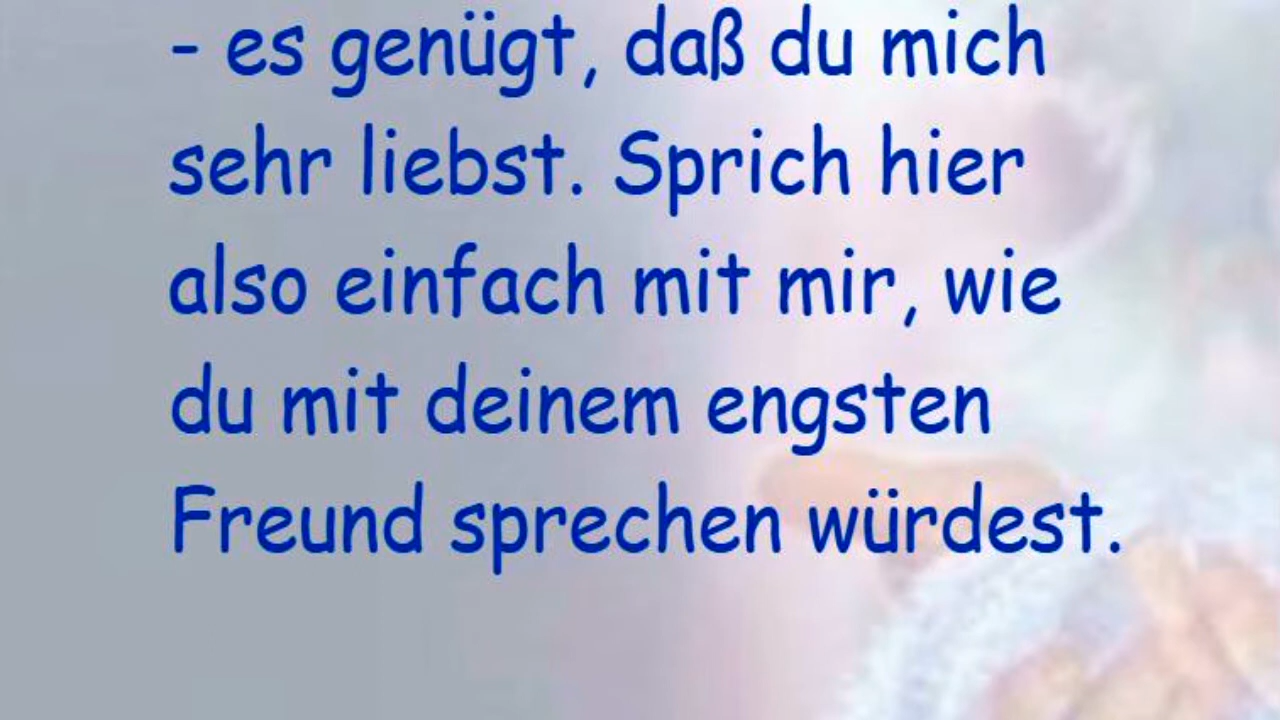 - es genügt, daß du mich
sehr liebst. Sprich hier
also einfach mit mir, wie
du mit deinem engsten
Freund sprechen würdest.